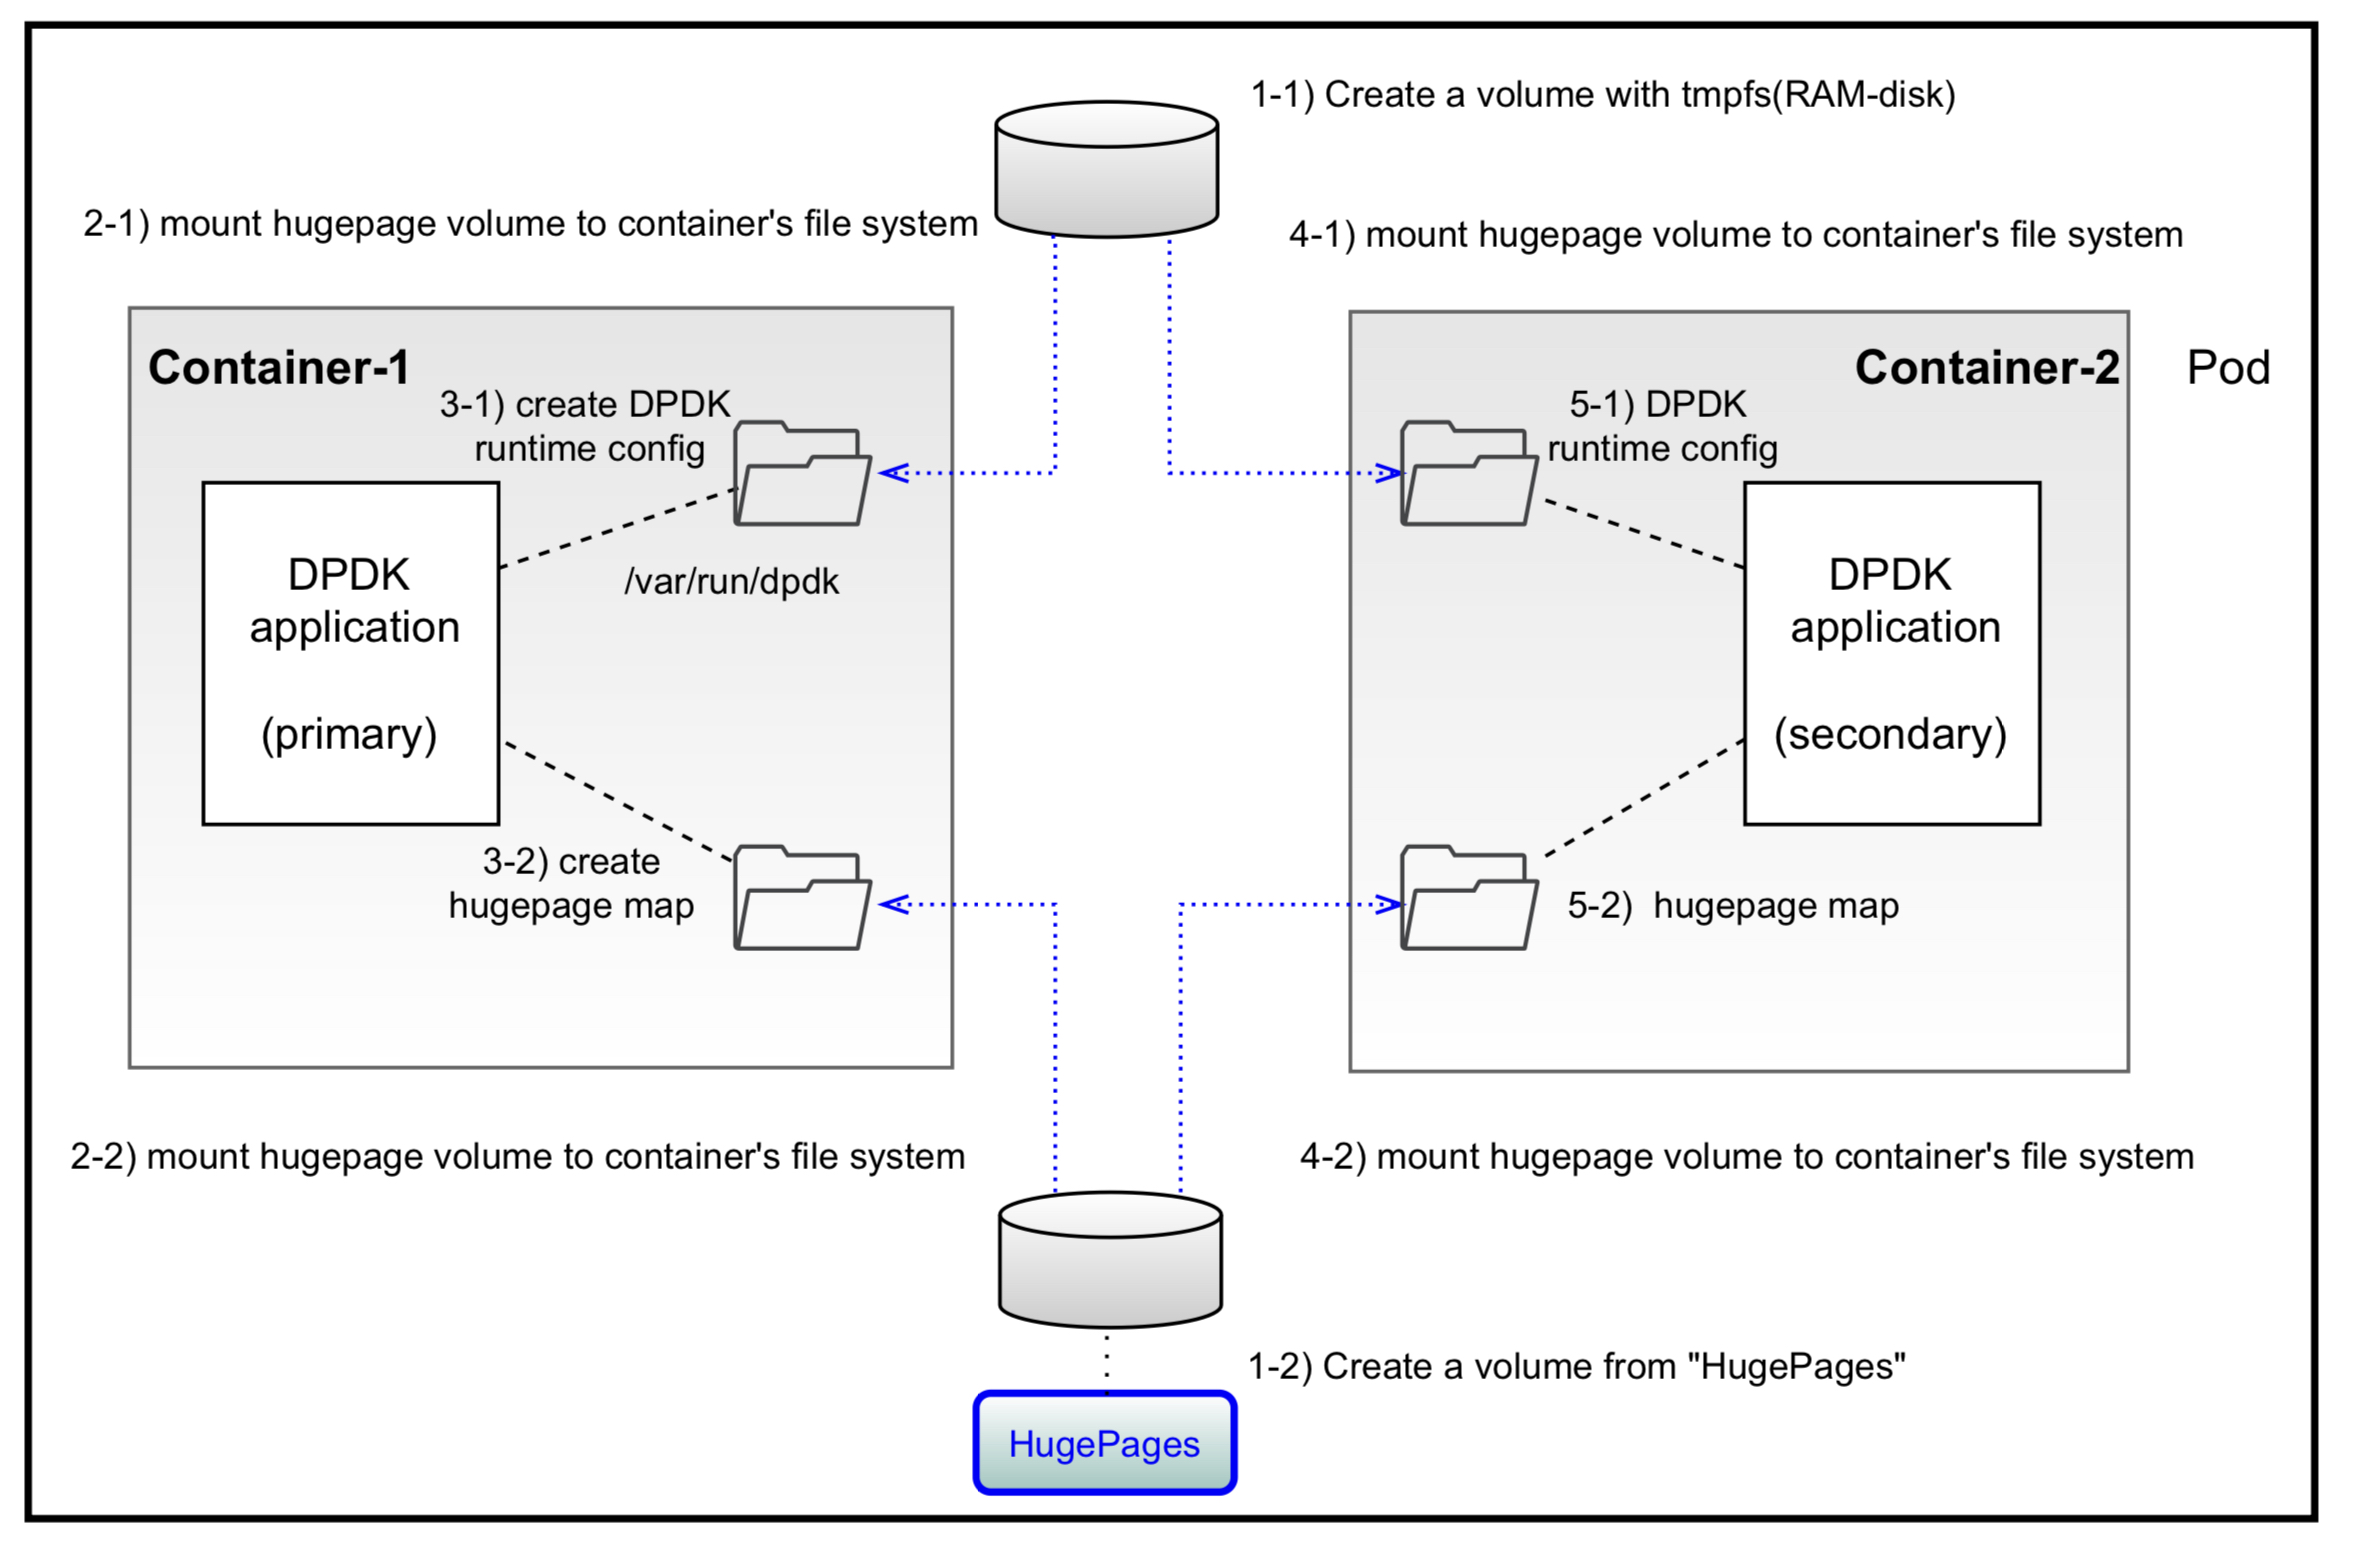 1-1) Create a volume with tmpfs(RAM-disk)
2-1) mount hugepage volume to container's file system
4-1) mount hugepage volume to container's file system
Container-1
3-1) create DPDK
runtime config
DPDK
application
(primary)
/var/run/dpdk
3-2) create
hugepage map
Container-2
Pod
5-1) DPDK
runtime config
DPDK
application
(secondary)
5-2)  hugepage map
2-2) mount hugepage volume to container's file system
4-2) mount hugepage volume to container's file system
1-2) Create a volume from "HugePages"
HugePages